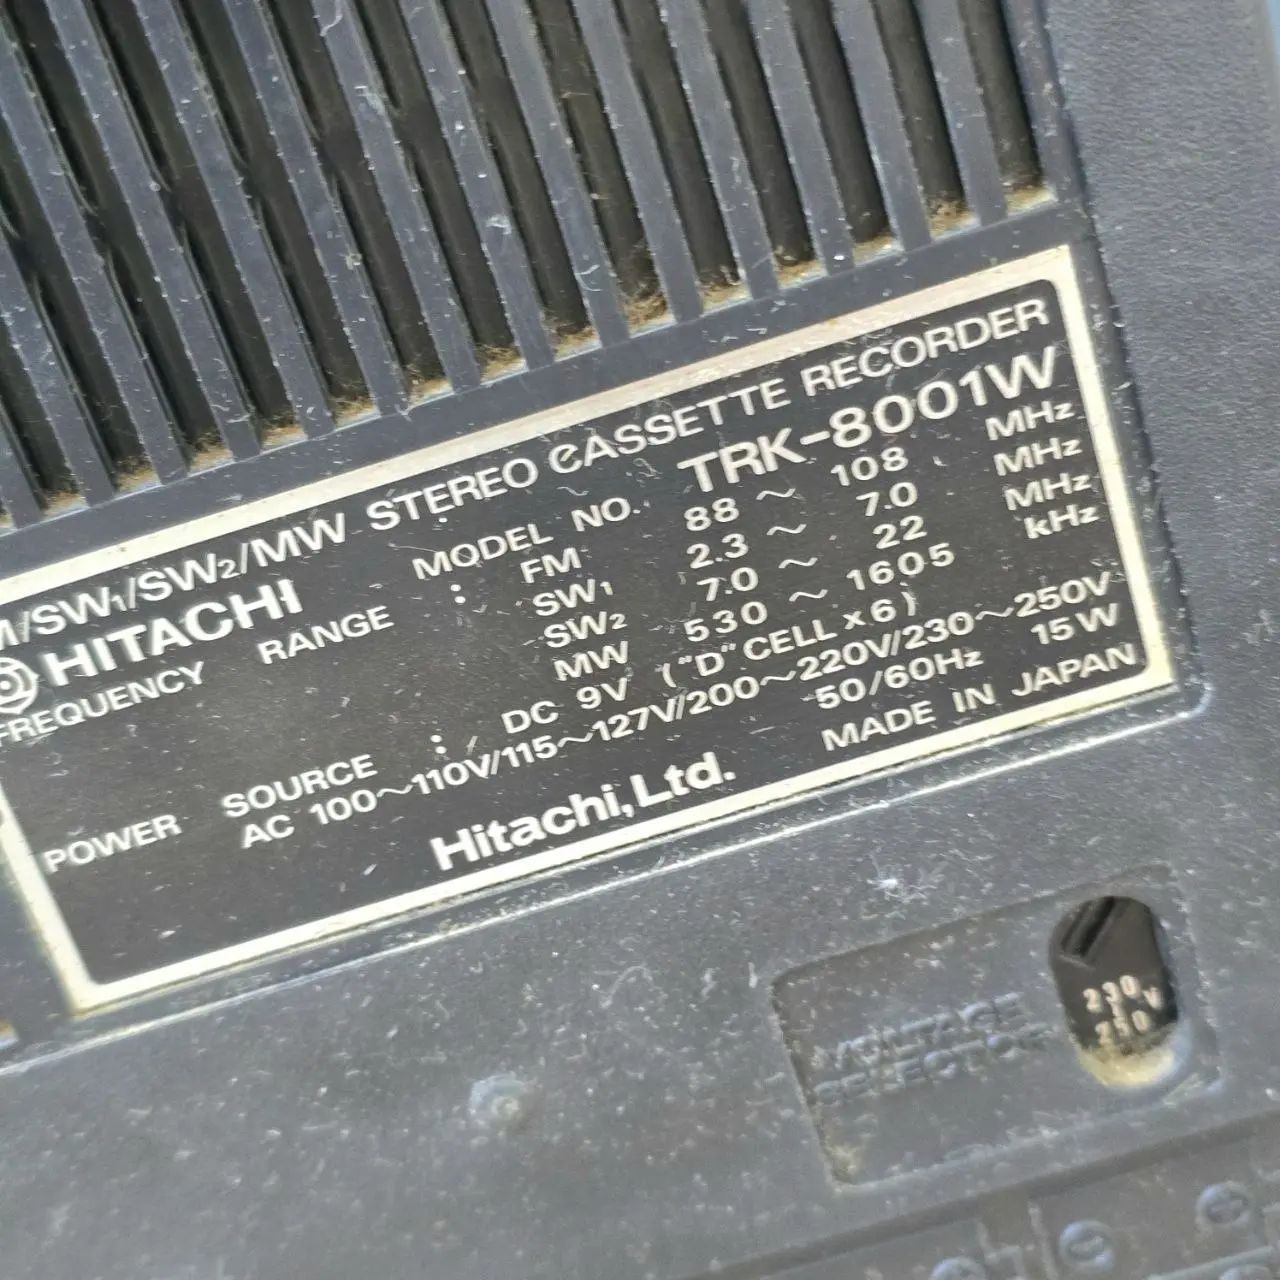 M/SW1/SW2/MW STEREO CASSETTE RECORDER
HITACHI MODEL NO. TRK-8001W
FREQUENCY RANGE : FM 88 ~ 108 MHz
SW1 2.3 ~ 7.0 MHz
SW2 7.0 ~ 22 MHz
MW 530 ~ 1605 kHz
POWER SOURCE : DC 9V ("D" CELL x 6)
AC 100~110V/115~127V/200~220V/230~250V
50/60Hz 15W
Hitachi, Ltd. MADE IN JAPAN
VOLTAGE
SELECTOR
230
~ V
250